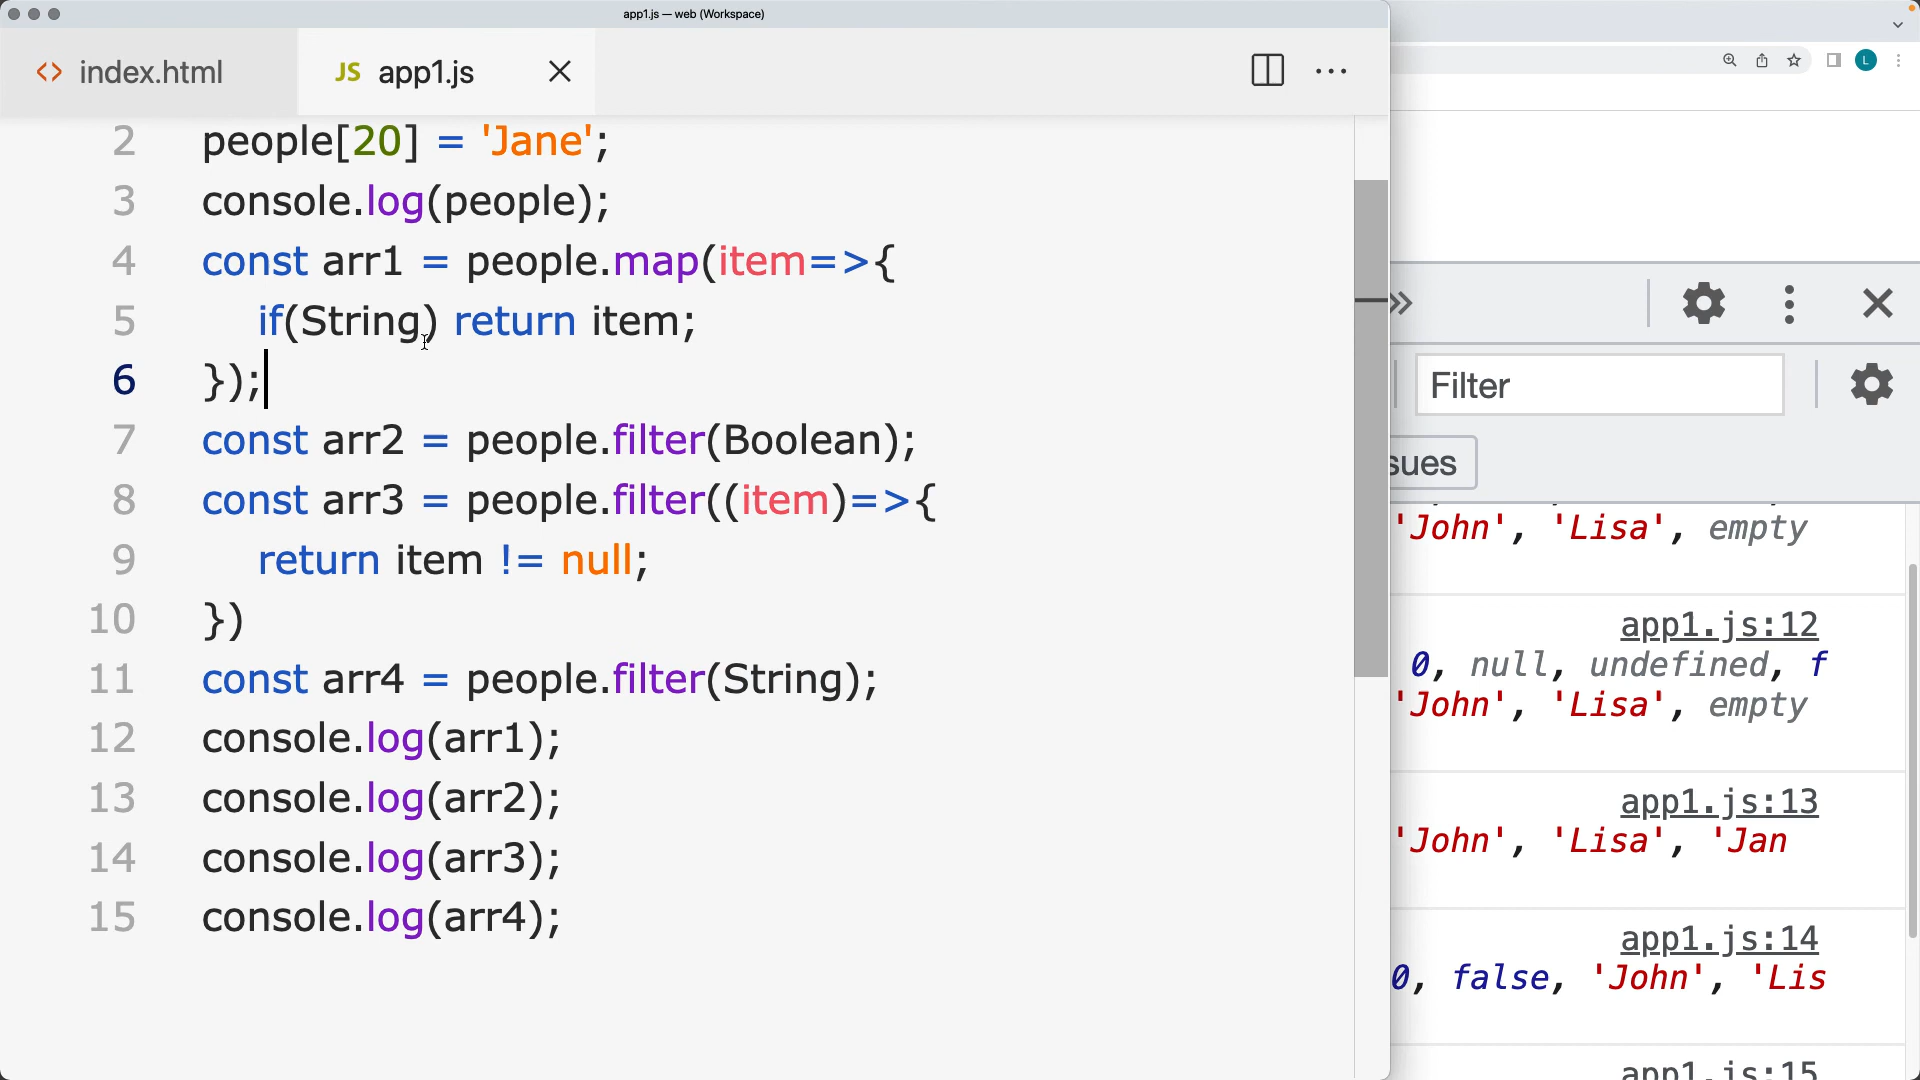 app1.js — web (Workspace)
<> index.html
JS app1.js
L
2 people[20] = 'Jane';
3 console.log(people);
4 const arr1 = people.map(item=>{
5 if(String) return item;
6 });
7 const arr2 = people.filter(Boolean);
8 const arr3 = people.filter((item)=>{
9 return item != null;
10 })
11 const arr4 = people.filter(String);
12 console.log(arr1);
13 console.log(arr2);
14 console.log(arr3);
15 console.log(arr4);
Filter
sues
'John', 'Lisa', empty
app1.js:12
0, null, undefined, f
'John', 'Lisa', empty
app1.js:13
'John', 'Lisa', 'Jan
app1.js:14
0, false, 'John', 'Lis
app1.js:15